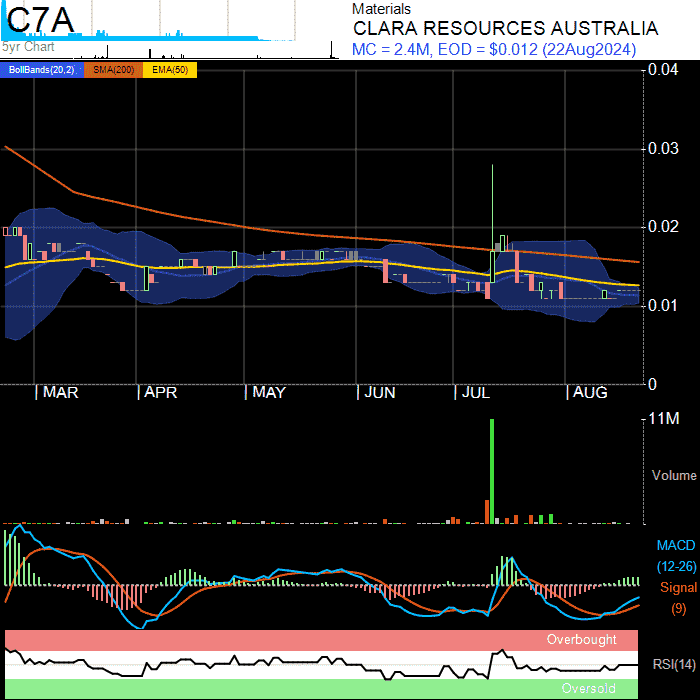 C7A
5yr Chart
Materials
CLARA RESOURCES AUSTRALIA
MC = 2.4M, EOD = $0.012 (22Aug2024)
BollBands(20,2) SMA(200) EMA(50)
0.04
0.03
0.02
0.01
0
MAR APR MAY JUN JUL AUG
11M
Volume
MACD
(12-26)
Signal
(9)
Overbought
RSI(14)
Oversold